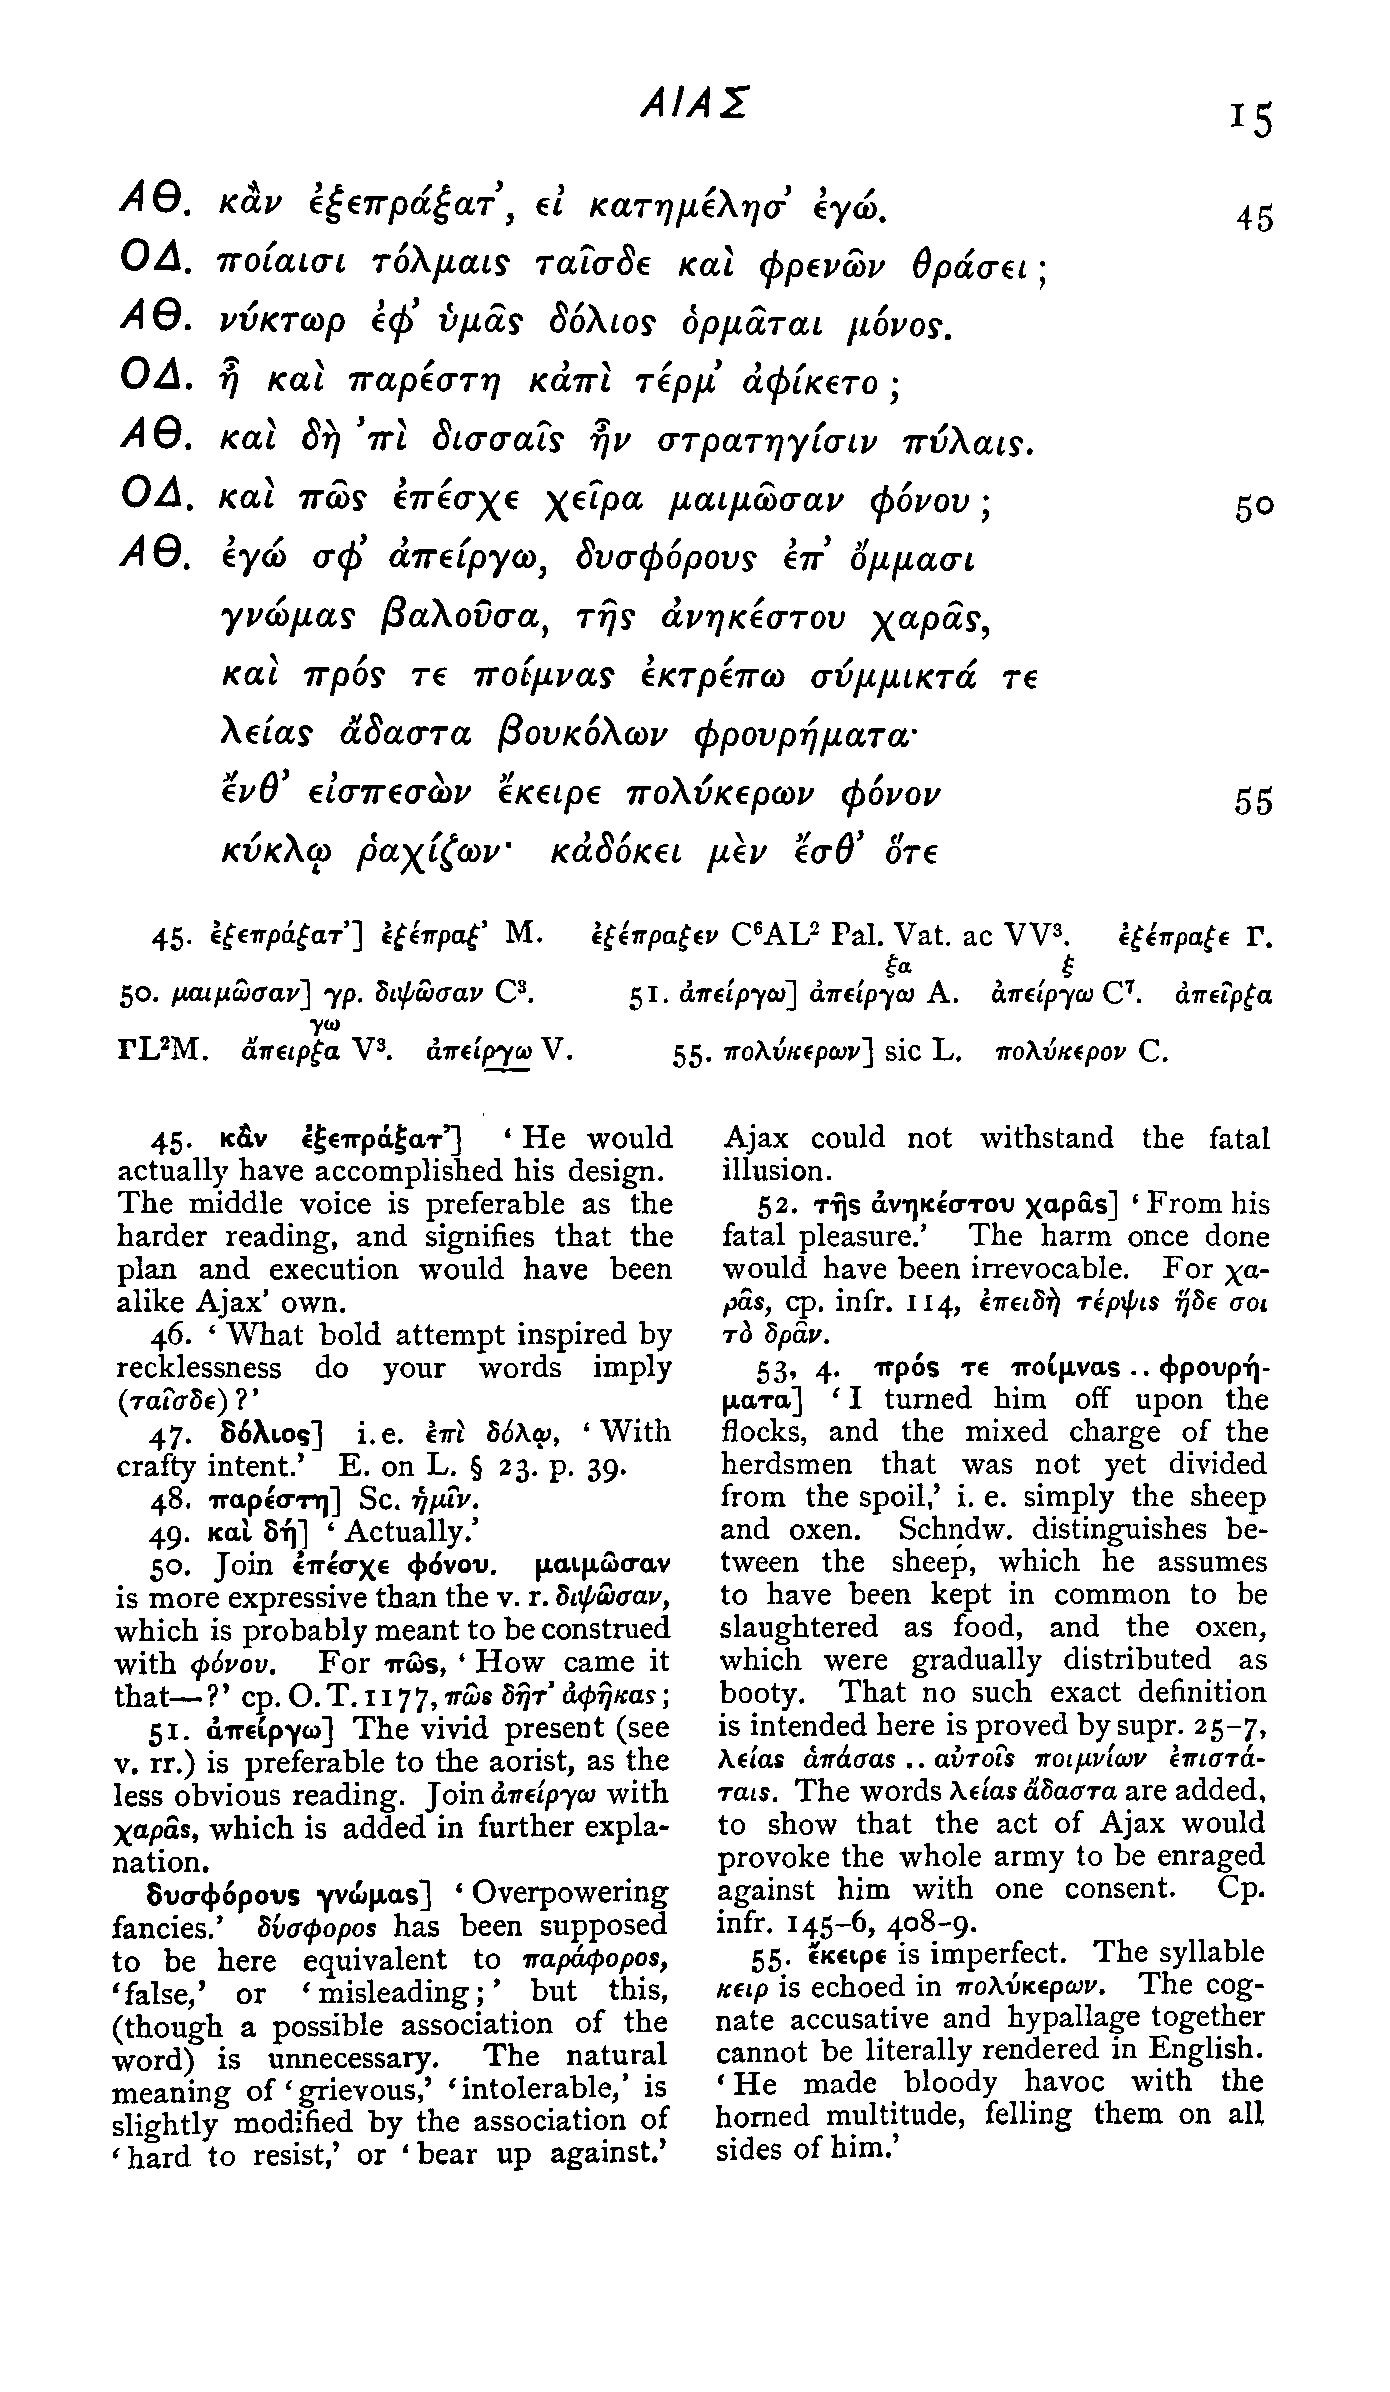 ΑΙΑΣ
15
ΑΘ. κἂν ἐξεπράξατ’, εἰ κατημέλησ’ ἐγώ. 45
ΟΔ. ποίαισι τόλμαις ταῖσδε καὶ φρενῶν θράσει ;
ΑΘ. νύκτωρ ἐφ’ ὑμᾶς δόλιος ὁρμᾶται μόνος.
ΟΔ. ἦ καὶ παρέστη κἀπὶ τέρμ’ ἀφίκετο ;
ΑΘ. καὶ δὴ ’πὶ δισσαῖς ἦν στρατηγίσιν πύλαις.
ΟΔ. καὶ πῶς ἐπέσχε χεῖρα μαιμῶσαν φόνου ; 50
ΑΘ. ἐγώ σφ’ ἀπείργω, δυσφόρους ἐπ’ ὄμμασι
γνώμας βαλοῦσα, τῆς ἀνηκέστου χαρᾶς,
καὶ πρός τε ποίμνας ἐκτρέπω σύμμικτά τε
λείας ἄδαστα βουκόλων φρουρήματα·
ἔνθ’ εἰσπεσὼν ἔκειρε πολύκερων φόνον 55
κύκλῳ ῥαχίζων· κἀδόκει μὲν ἔσθ’ ὅτε
45. ἐξεπράξατ’] ἐξέπραξ’ M. ἐξέπραξεν C⁶AL² Pal. Vat. ac VV³. ἐξέπραξε Γ.
ξα ξ
50. μαιμῶσαν] γρ. διψῶσαν C³. 51. ἀπείργω] ἀπείργω A. ἀπείργω C⁷. ἀπεῖρξα
γω
ΓL²M. ἄπειρξα V³. ἀπείργω V. 55. πολύκερων] sic L. πολύκερον C.
45. κἂν ἐξεπράξατ’] ‘ He would
actually have accomplished his design.
The middle voice is preferable as the
harder reading, and signifies that the
plan and execution would have been
alike Ajax’ own.
46. ‘ What bold attempt inspired by
recklessness do your words imply
(ταῖσδε) ?’
47. δόλιος] i. e. ἐπὶ δόλῳ, ‘ With
crafty intent.’ E. on L. § 23. p. 39.
48. παρέστη] Sc. ἡμῖν.
49. καὶ δή] ‘ Actually.’
50. Join ἐπέσχε φόνου. μαιμῶσαν
is more expressive than the v. r. διψῶσαν,
which is probably meant to be construed
with φόνου. For πῶς, ‘ How came it
that—?’ cp. O. T. 1177, πῶς δῆτ’ ἀφῆκας ;
51. ἀπείργω] The vivid present (see
v. rr.) is preferable to the aorist, as the
less obvious reading. Join ἀπείργω with
χαρᾶς, which is added in further expla-
nation.
δυσφόρους γνώμας] ‘ Overpowering
fancies.’ δύσφορος has been supposed
to be here equivalent to παράφορος,
‘false,’ or ‘ misleading ; ’ but this,
(though a possible association of the
word) is unnecessary. The natural
meaning of ‘grievous,’ ‘intolerable,’ is
slightly modified by the association of
‘ hard to resist,’ or ‘ bear up against.’
Ajax could not withstand the fatal
illusion.
52. τῆς ἀνηκέστου χαρᾶς] ‘ From his
fatal pleasure.’ The harm once done
would have been irrevocable. For χα-
ρᾶς, cp. infr. 114, ἐπειδὴ τέρψις ἥδε σοι
τὸ δρᾶν.
53, 4. πρός τε ποίμνας .. φρουρή-
ματα] ‘ I turned him off upon the
flocks, and the mixed charge of the
herdsmen that was not yet divided
from the spoil,’ i. e. simply the sheep
and oxen. Schndw. distinguishes be-
tween the sheep, which he assumes
to have been kept in common to be
slaughtered as food, and the oxen,
which were gradually distributed as
booty. That no such exact definition
is intended here is proved by supr. 25–7,
λείας ἁπάσας .. αὐτοῖς ποιμνίων ἐπιστά-
ταις. The words λείας ἄδαστα are added,
to show that the act of Ajax would
provoke the whole army to be enraged
against him with one consent. Cp.
infr. 145–6, 408–9.
55. ἔκειρε is imperfect. The syllable
κειρ is echoed in πολύκερων. The cog-
nate accusative and hypallage together
cannot be literally rendered in English.
‘ He made bloody havoc with the
horned multitude, felling them on all
sides of him.’